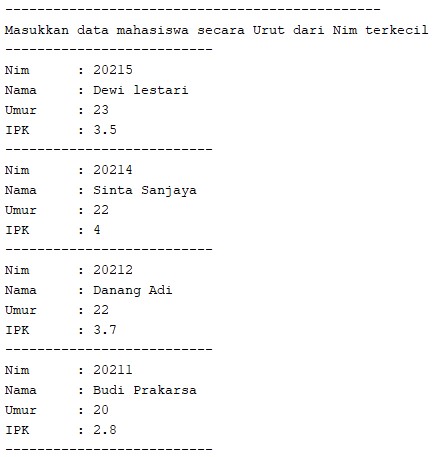 -----------------------------------------------
Masukkan data mahasiswa secara Urut dari Nim terkecil
--------------------------
Nim      : 20215
Nama     : Dewi lestari
Umur     : 23
IPK      : 3.5
--------------------------
Nim      : 20214
Nama     : Sinta Sanjaya
Umur     : 22
IPK      : 4
--------------------------
Nim      : 20212
Nama     : Danang Adi
Umur     : 22
IPK      : 3.7
--------------------------
Nim      : 20211
Nama     : Budi Prakarsa
Umur     : 20
IPK      : 2.8
--------------------------